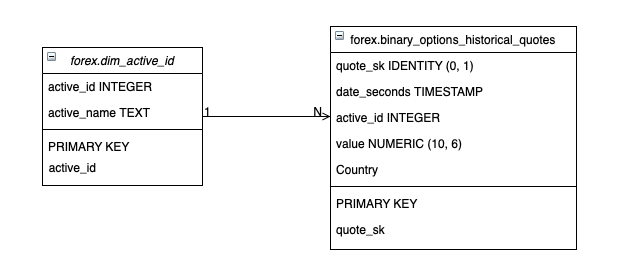 forex.dim_active_id
active_id INTEGER
active_name TEXT
PRIMARY KEY
active_id
1
N
forex.binary_options_historical_quotes
quote_sk IDENTITY (0, 1)
date_seconds TIMESTAMP
active_id INTEGER
value NUMERIC (10, 6)
Country
PRIMARY KEY
quote_sk